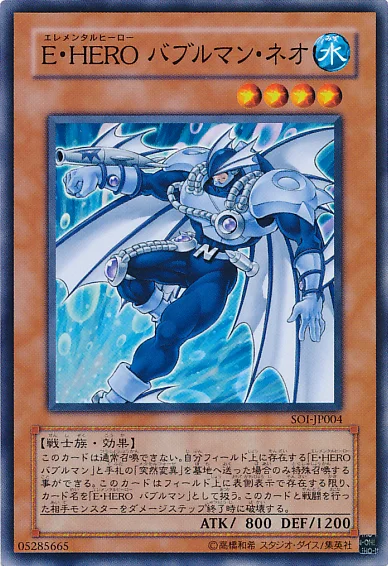 エレメンタルヒーロー
E・HERO バブルマン・ネオ
みず
水
N
SOI-JP004
【戦士族・効果】
このカードは通常召喚できない。自分フィールド上に存在する「E・HERO
バブルマン」と手札の「突然変異」を墓地へ送った場合のみ特殊召喚する
事ができる。このカードはフィールド上に表側表示で存在する限り、
カード名を「E・HERO バブルマン」として扱う。このカードと戦闘を行っ
た相手モンスターをダメージステップ終了時に破壊する。
ATK/ 800 DEF/1200
05285665
©高橋和希 スタジオ・ダイス/集英社